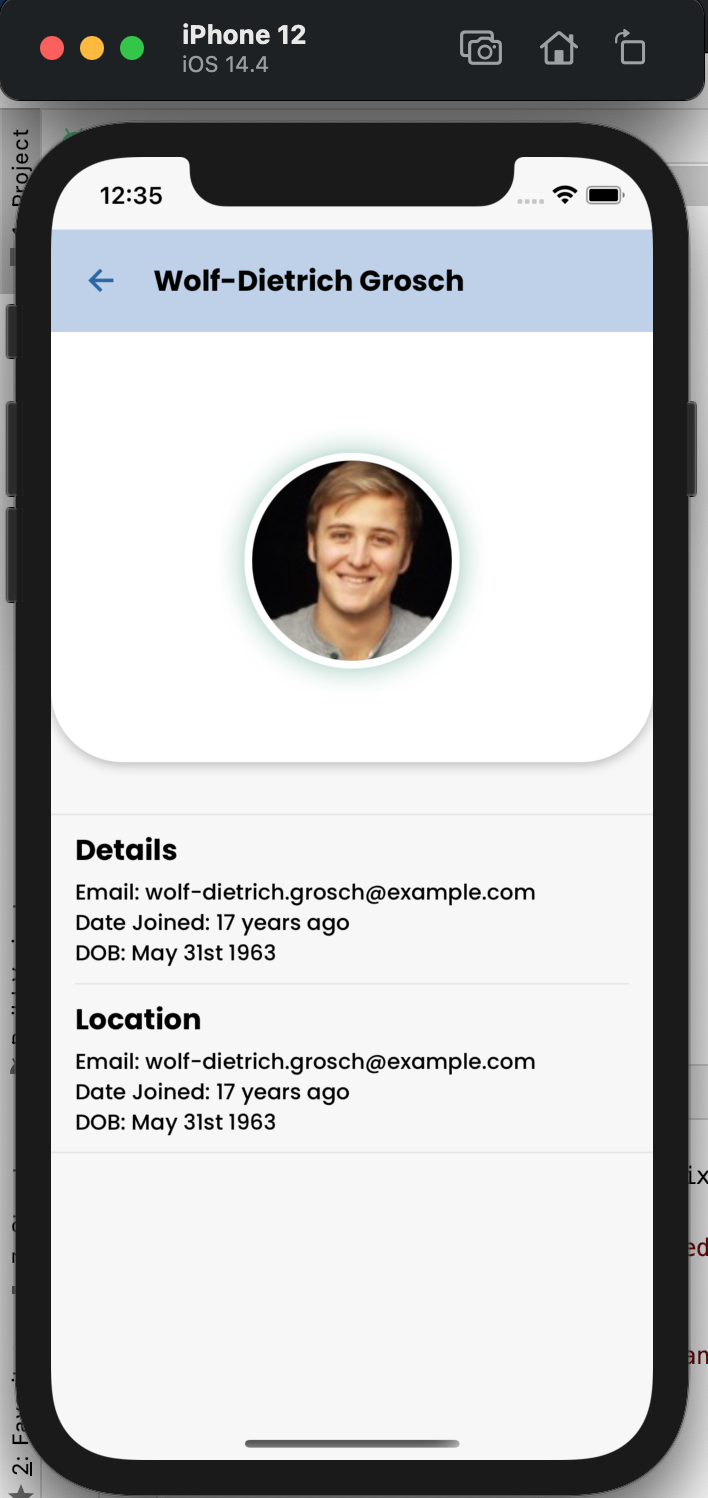 iPhone 12
iOS 14.4
Project
12:35
Wolf-Dietrich Grosch
Details
Email: wolf-dietrich.grosch@example.com
Date Joined: 17 years ago
DOB: May 31st 1963
Location
Email: wolf-dietrich.grosch@example.com
Date Joined: 17 years ago
DOB: May 31st 1963
2: